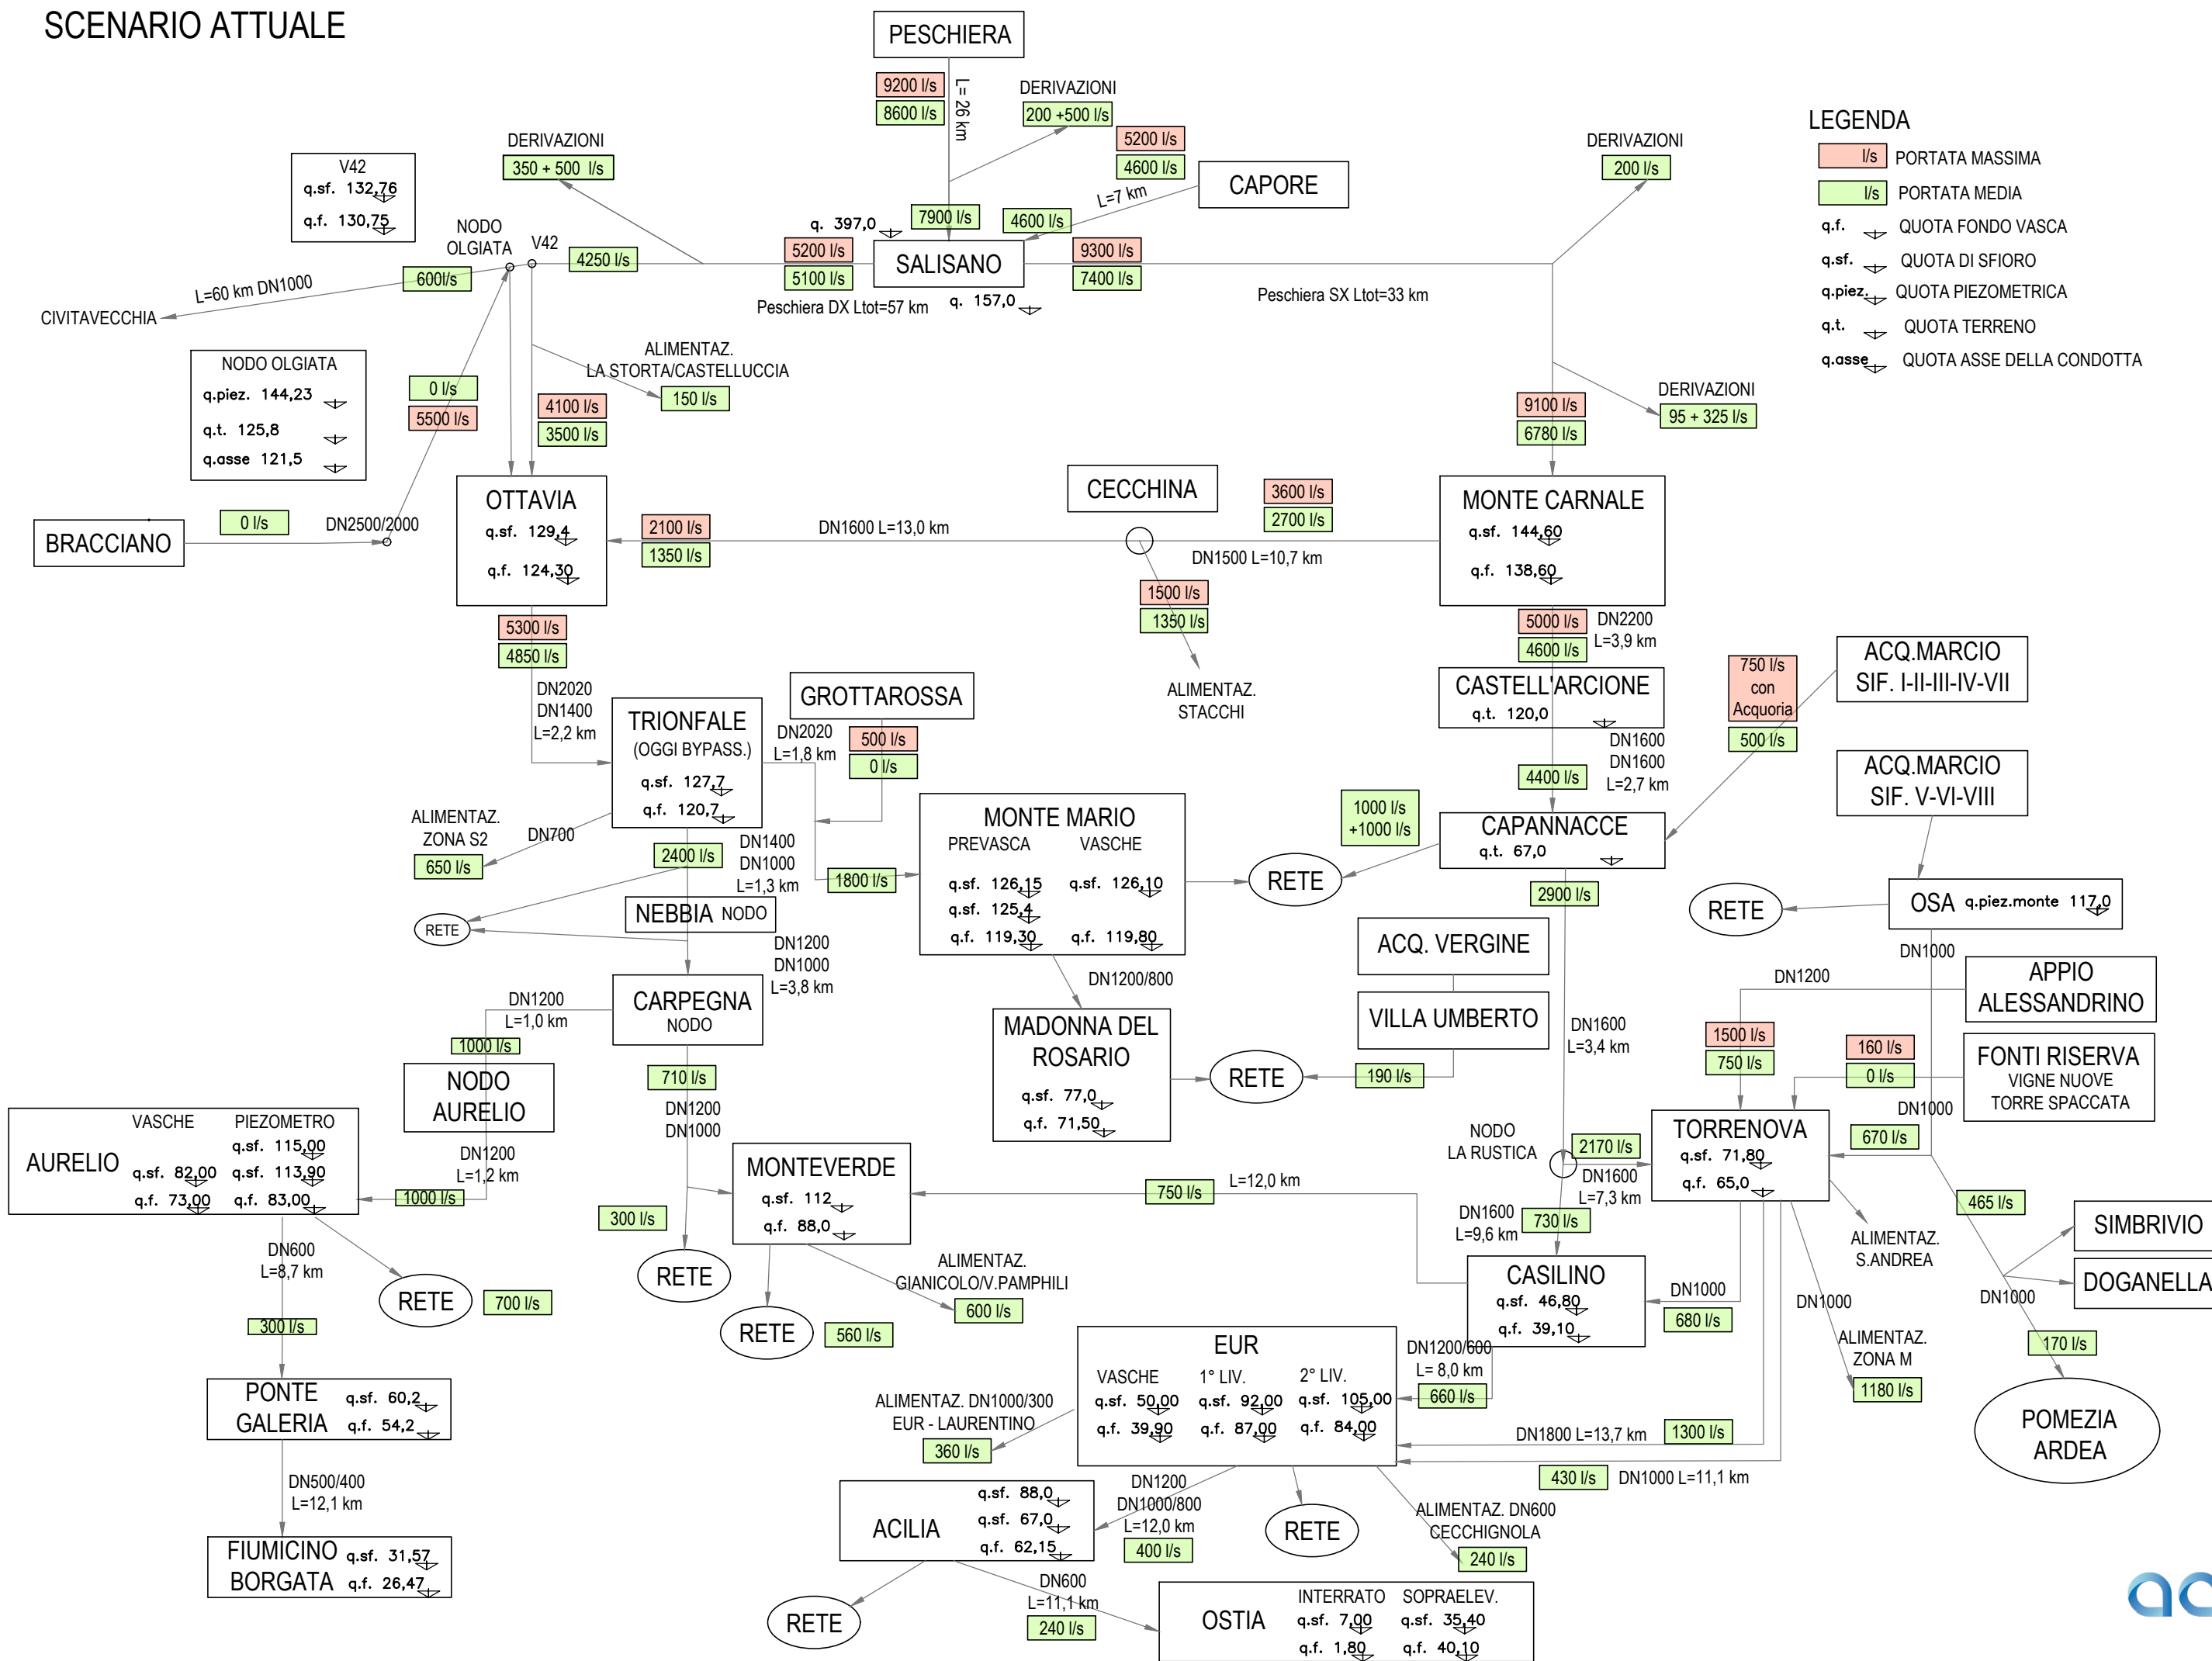 SCENARIO ATTUALE
PESCHIERA
9200 l/s
8600 l/s
L= 26 km
DERIVAZIONI
200 +500 l/s
5200 l/s
4600 l/s
CAPORE
L=7 km
4600 l/s
7900 l/s
DERIVAZIONI
350 + 500 l/s
DERIVAZIONI
200 l/s
LEGENDA
l/s PORTATA MASSIMA
l/s PORTATA MEDIA
q.f. QUOTA FONDO VASCA
q.sf. QUOTA DI SFIORO
q.piez. QUOTA PIEZOMETRICA
q.t. QUOTA TERRENO
q.asse QUOTA ASSE DELLA CONDOTTA
V42
q.sf. 132,76
q.f. 130,75
NODO
OLGIATA
V42
4250 l/s
q. 397,0
5200 l/s
5100 l/s
SALISANO
9300 l/s
7400 l/s
Peschiera DX Ltot=57 km
q. 157,0
Peschiera SX Ltot=33 km
600l/s
L=60 km DN1000
CIVITAVECCHIA
NODO OLGIATA
q.piez. 144,23
q.t. 125,8
q.asse 121,5
0 l/s
5500 l/s
ALIMENTAZ.
LA STORTA/CASTELLUCCIA
150 l/s
4100 l/s
3500 l/s
9100 l/s
6780 l/s
DERIVAZIONI
95 + 325 l/s
BRACCIANO
0 l/s
DN2500/2000
OTTAVIA
q.sf. 129,4
q.f. 124,30
2100 l/s
1350 l/s
DN1600 L=13,0 km
CECCHINA
3600 l/s
2700 l/s
DN1500 L=10,7 km
MONTE CARNALE
q.sf. 144,60
q.f. 138,60
1500 l/s
1350 l/s
ALIMENTAZ.
STACCHI
5300 l/s
4850 l/s
DN2020
DN1400
L=2,2 km
5000 l/s
4600 l/s
DN2200
L=3,9 km
CASTELL'ARCIONE
q.t. 120,0
DN1600
DN1600
L=2,7 km
4400 l/s
750 l/s
con
Acquoria
500 l/s
ACQ.MARCIO
SIF. I-II-III-IV-VII
ACQ.MARCIO
SIF. V-VI-VIII
TRIONFALE
(OGGI BYPASS.)
q.sf. 127,7
q.f. 120,7
DN2020
L=1,8 km
GROTTAROSSA
500 l/s
0 l/s
ALIMENTAZ.
ZONA S2
DN700
650 l/s
2400 l/s
DN1400
DN1000
L=1,3 km
1800 l/s
MONTE MARIO
PREVASCA VASCHE
q.sf. 126,15 q.sf. 126,10
q.sf. 125,4
q.f. 119,30 q.f. 119,80
RETE
1000 l/s
+1000 l/s
CAPANNACCE
q.t. 67,0
2900 l/s
RETE
OSA q.piez.monte 117,0
RETE
NEBBIA NODO
DN1200
DN1000
L=3,8 km
CARPEGNA
NODO
DN1200
L=1,0 km
1000 l/s
NODO
AURELIO
DN1200
L=1,2 km
1000 l/s
DN1200/800
MADONNA DEL
ROSARIO
q.sf. 77,0
q.f. 71,50
RETE
ACQ. VERGINE
VILLA UMBERTO
190 l/s
DN1600
L=3,4 km
DN1000
DN1200
APPIO
ALESSANDRINO
1500 l/s
750 l/s
160 l/s
0 l/s
FONTI RISERVA
VIGNE NUOVE
TORRE SPACCATA
DN1000
670 l/s
710 l/s
DN1200
DN1000
AURELIO
VASCHE PIEZOMETRO
q.sf. 115,00
q.sf. 82,00 q.sf. 113,90
q.f. 73,00 q.f. 83,00
MONTEVERDE
q.sf. 112
q.f. 88,0
300 l/s
RETE
750 l/s
L=12,0 km
NODO
LA RUSTICA
2170 l/s
DN1600
L=7,3 km
TORRENOVA
q.sf. 71,80
q.f. 65,0
DN1600
L=9,6 km
730 l/s
465 l/s
SIMBRIVIO
DOGANELLA
ALIMENTAZ.
S.ANDREA
DN600
L=8,7 km
RETE
700 l/s
300 l/s
RETE
560 l/s
ALIMENTAZ.
GIANICOLO/V.PAMPHILI
600 l/s
CASILINO
q.sf. 46,80
q.f. 39,10
DN1000
680 l/s
DN1000
ALIMENTAZ.
ZONA M
1180 l/s
DN1000
170 l/s
POMEZIA
ARDEA
EUR
VASCHE 1° LIV. 2° LIV.
q.sf. 50,00 q.sf. 92,00 q.sf. 105,00
q.f. 39,90 q.f. 87,00 q.f. 84,00
DN1200/600
L= 8,0 km
660 l/s
DN1800 L=13,7 km
1300 l/s
430 l/s
DN1000 L=11,1 km
PONTE
GALERIA
q.sf. 60,2
q.f. 54,2
ALIMENTAZ. DN1000/300
EUR - LAURENTINO
360 l/s
DN500/400
L=12,1 km
FIUMICINO
BORGATA
q.sf. 31,57
q.f. 26,47
ACILIA
q.sf. 88,0
q.sf. 67,0
q.f. 62,15
DN1200
DN1000/800
L=12,0 km
400 l/s
RETE
ALIMENTAZ. DN600
CECCHIGNOLA
240 l/s
RETE
DN600
L=11,1 km
240 l/s
OSTIA
INTERRATO SOPRAELEV.
q.sf. 7,00 q.sf. 35,40
q.f. 1,80 q.f. 40,10